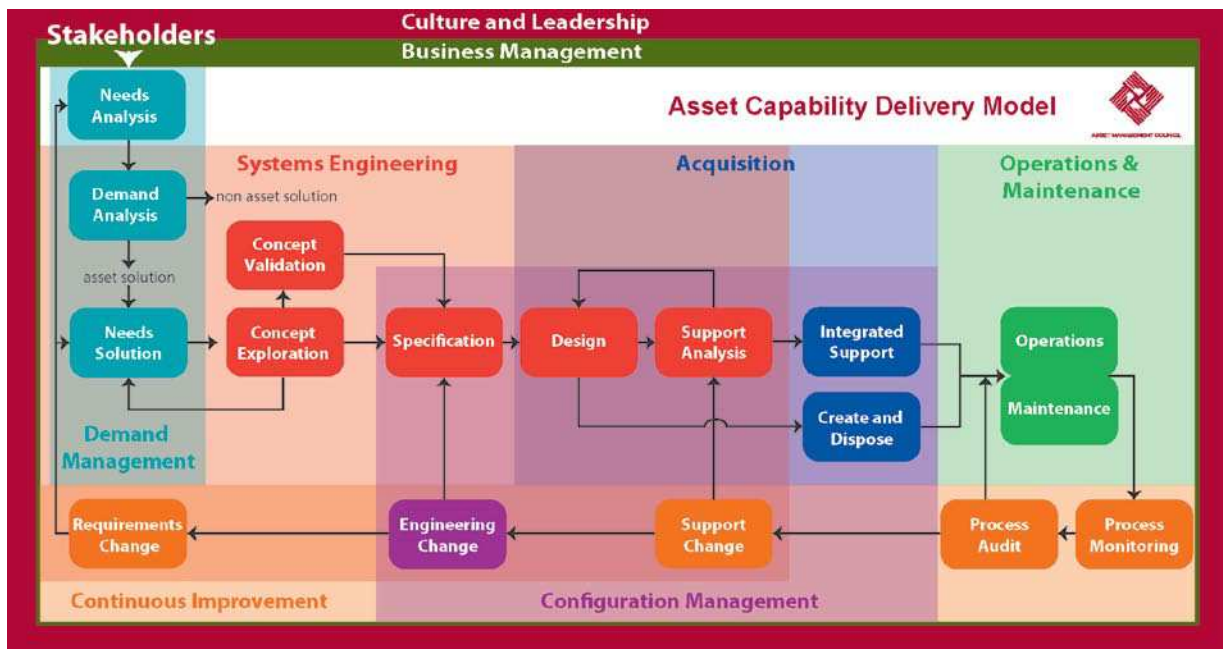 Culture and Leadership
Stakeholders
Business Management
Needs
Analysis
Asset Capability Delivery Model
ASSET MANAGEMENT COUNCIL
Systems Engineering
Acquisition
Operations &
Maintenance
Demand
Analysis
non asset solution
Concept
Validation
asset solution
Needs
Solution
Concept
Exploration
Specification
Design
Support
Analysis
Integrated
Support
Operations
Maintenance
Create and
Dispose
Demand
Management
Requirements
Change
Engineering
Change
Support
Change
Process
Audit
Process
Monitoring
Continuous Improvement
Configuration Management